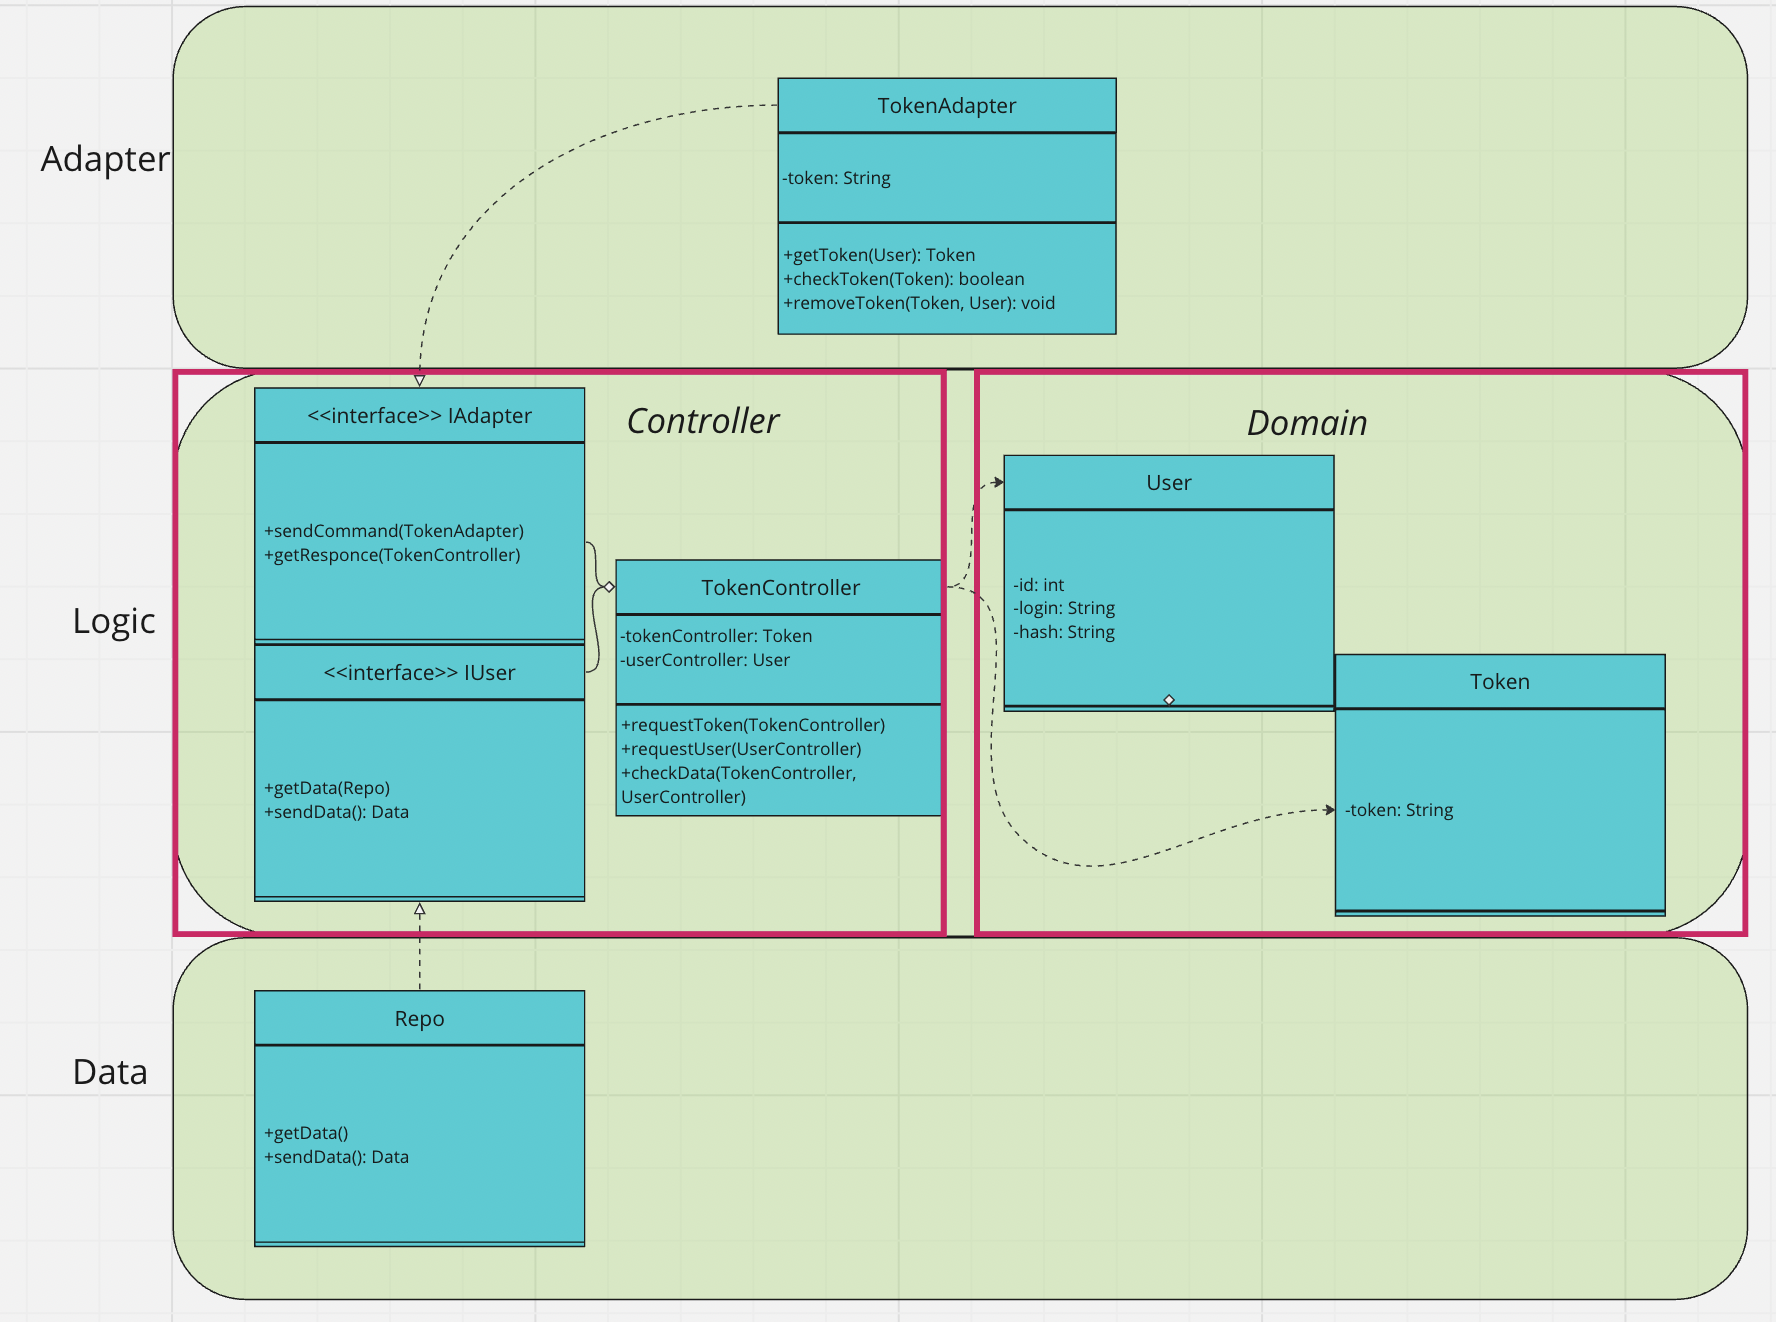 Adapter
TokenAdapter
-token: String
+getToken(User): Token
+checkToken(Token): boolean
+removeToken(Token, User): void
Logic
Controller
<<interface>> IAdapter
+sendCommand(TokenAdapter)
+getResponce(TokenController)
<<interface>> IUser
+getData(Repo)
+sendData(): Data
TokenController
-tokenController: Token
-userController: User
+requestToken(TokenController)
+requestUser(UserController)
+checkData(TokenController,
UserController)
Domain
User
-id: int
-login: String
-hash: String
Token
-token: String
Data
Repo
+getData()
+sendData(): Data